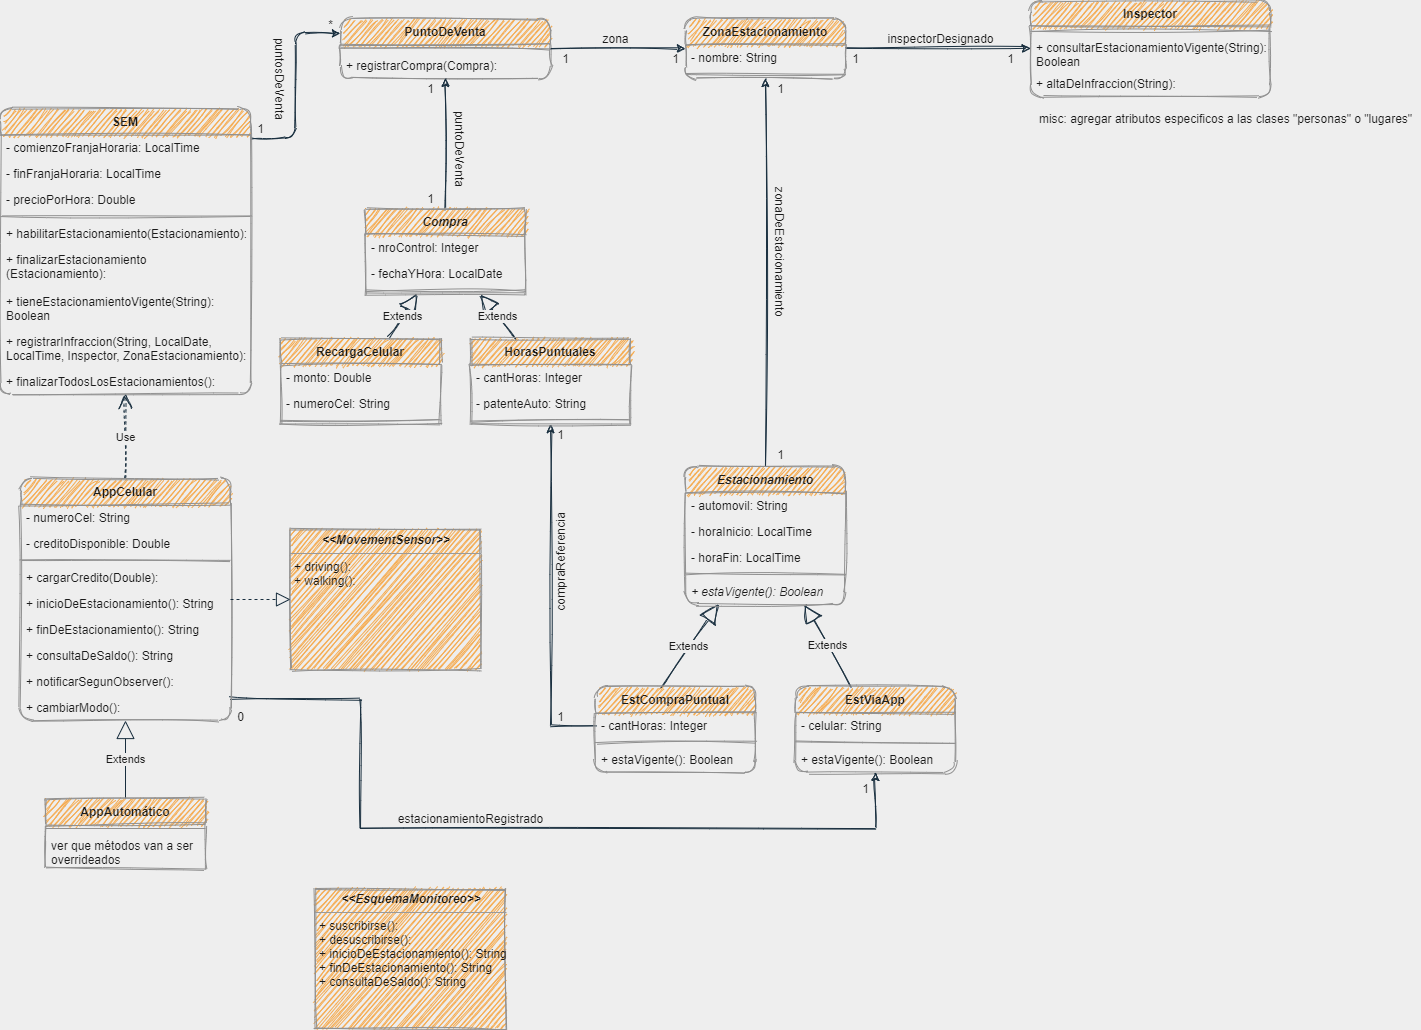 SEM
- comienzoFranjaHoraria: LocalTime
- finFranjaHoraria: LocalTime
- precioPorHora: Double
+ habilitarEstacionamiento(Estacionamiento):
+ finalizarEstacionamiento
(Estacionamiento):
+ tieneEstacionamientoVigente(String):
Boolean
+ registrarInfraccion(String, LocalDate,
LocalTime, Inspector, ZonaEstacionamiento):
+ finalizarTodosLosEstacionamientos():
1
puntosDeVenta
*
PuntoDeVenta
+ registrarCompra(Compra):
1
zona
1
ZonaEstacionamiento
- nombre: String
1
inspectorDesignado
1
Inspector
+ consultarEstacionamientoVigente(String):
Boolean
+ altaDeInfraccion(String):
misc: agregar atributos especificos a las clases "personas" o "lugares"
1
puntoDeVenta
1
Compra
- nroControl: Integer
- fechaYHora: LocalDate
Extends
Extends
RecargaCelular
- monto: Double
- numeroCel: String
HorasPuntuales
- cantHoras: Integer
- patenteAuto: String
1
compraReferencia
1
1
zonaDeEstacionamiento
1
Estacionamiento
- automovil: String
- horaInicio: LocalTime
- horaFin: LocalTime
+ estaVigente(): Boolean
Extends
Extends
EstCompraPuntual
- cantHoras: Integer
+ estaVigente(): Boolean
EstViaApp
- celular: String
+ estaVigente(): Boolean
1
Use
AppCelular
- numeroCel: String
- creditoDisponible: Double
+ cargarCredito(Double):
+ inicioDeEstacionamiento(): String
+ finDeEstacionamiento(): String
+ consultaDeSaldo(): String
+ notificarSegunObserver():
+ cambiarModo():
0
estacionamientoRegistrado
<<MovementSensor>>
+ driving():
+ walking():
Extends
AppAutomático
ver que métodos van a ser
overrideados
<<EsquemaMonitoreo>>
+ suscribirse():
+ desuscribirse():
+ inicioDeEstacionamiento(): String
+ finDeEstacionamiento(): String
+ consultaDeSaldo(): String